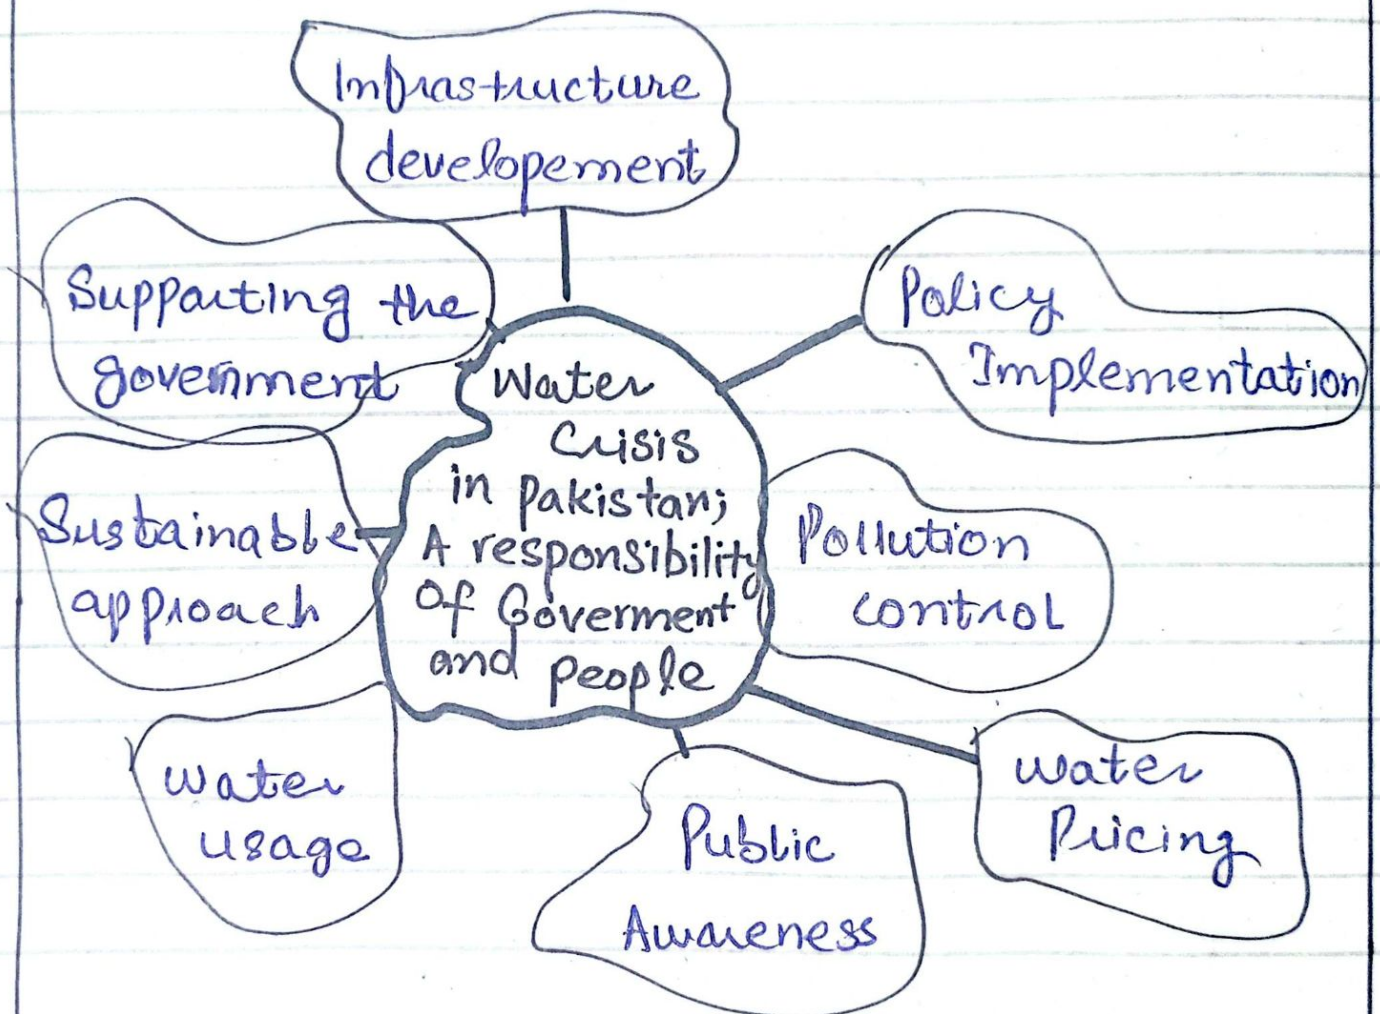 Infrastructure
developement
Supporting the
government
Policy
Implementation
Water
Crisis
in pakistan;
A responsibility
Of Goverment
and people
Sustainable
approach
Pollution
control
water
usage
Public
Awareness
water
Pricing